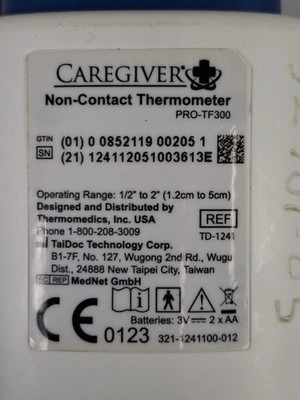 CAREGIVER
Non-Contact Thermometer
PRO-TF300
GTIN (01) 0 0852119 00205 1
SN (21) 124112051003613E
Operating Range: 1/2" to 2" (1.2cm to 5cm)
Designed and Distributed by
Thermomedics, Inc. USA
Phone 1-800-208-3009
REF
TD-1241
TaiDoc Technology Corp.
B1-7F, No. 127, Wugong 2nd Rd., Wugu
Dist., 24888 New Taipei City, Taiwan
EC REP MedNet GmbH
CE 0123
Batteries: 3V 2 x AA
321-1241100-012